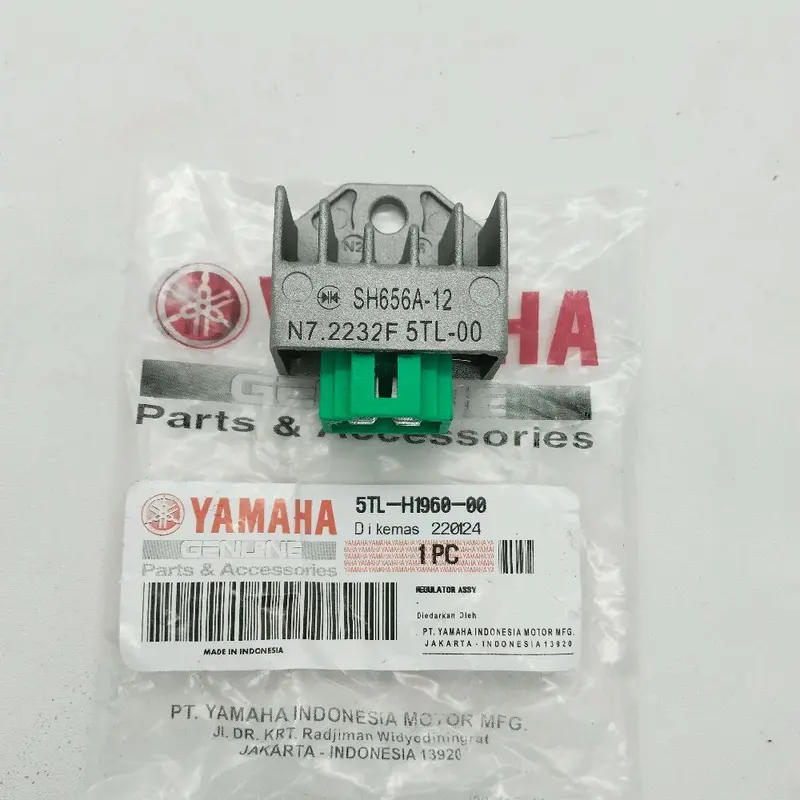 SH656A-12
N7.2232F 5TL-00
YAMAHA
GENUINE
Parts & Accessories
YAMAHA
GENUINE
Parts & Accessories
MADE IN INDONESIA
5TL-H1960-00
Dikemas 220124
1PC
REGULATOR ASSY
-
Diedarkan Oleh
. PT. YAMAHA INDONESIA MOTOR MFG.
JAKARTA - INDONESIA 13920
PT. YAMAHA INDONESIA MOTOR MFG.
Jl. DR. KRT. Radjiman Widyodiningrat
JAKARTA - INDONESIA 13920